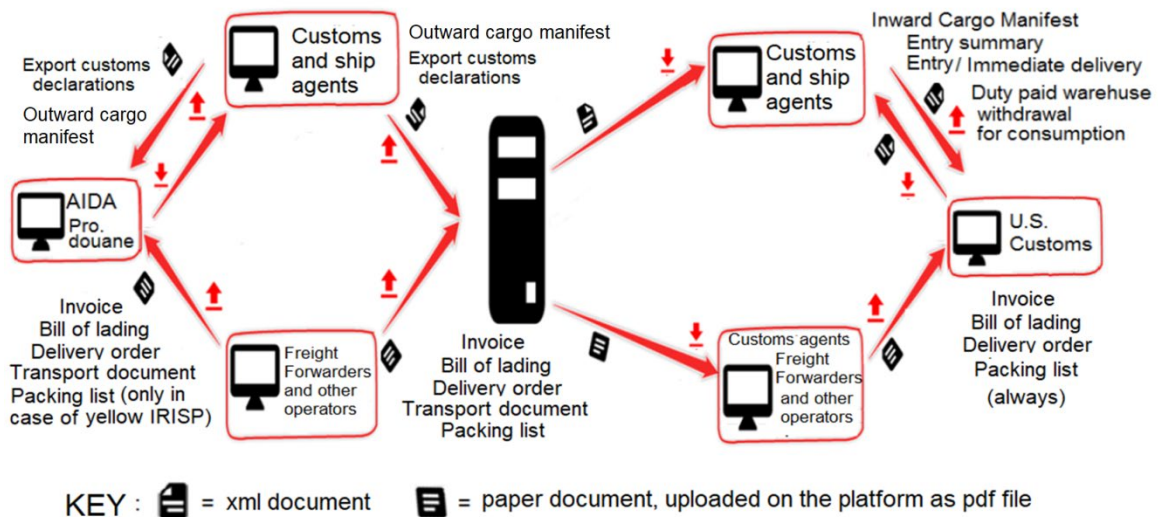 Export customs
declarations
Outward cargo
manifest
Customs
and ship
agents
Outward cargo manifest
Export customs
declarations
Customs
and ship
agents
Inward Cargo Manifest
Entry summary
Entry/ Immediate delivery
Duty paid warehuse
withdrawal
for consumption
AIDA
Pro.
douane
U.S.
Customs
Invoice
Bill of lading
Delivery order
Transport document
Packing list (only in
case of yellow IRISP)
Freight
Forwarders
and other
operators
Invoice
Bill of lading
Delivery order
Transport document
Packing list
Customs agents
Freight
Forwarders
and other
operators
Invoice
Bill of lading
Delivery order
Packing list
(always)
KEY : = xml document = paper document, uploaded on the platform as pdf file